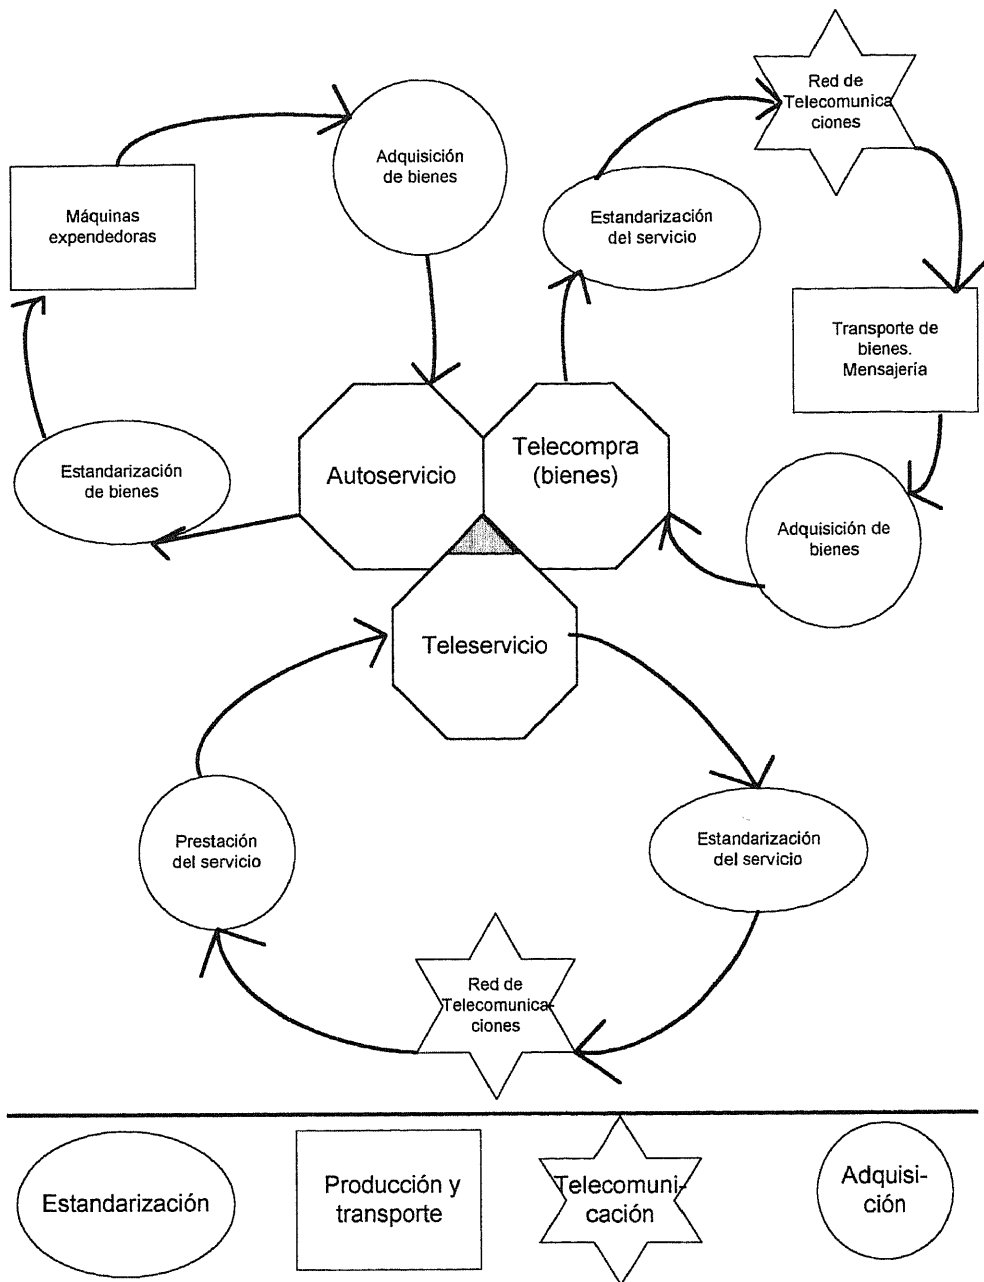 Red de
Telecomunica
ciones
Adquisición
de bienes
Máquinas
expendedoras
Estandarización
del servicio
Transporte de
bienes.
Mensajería
Estandarización
de bienes
Autoservicio
Telecompra
(bienes)
Adquisición de
bienes
Teleservicio
Prestación
del servicio
Estandarización
del servicio
Red de
Telecomunica-
ciones
Estandarización
Producción y
transporte
Telecomuni-
cación
Adquisi-
ción